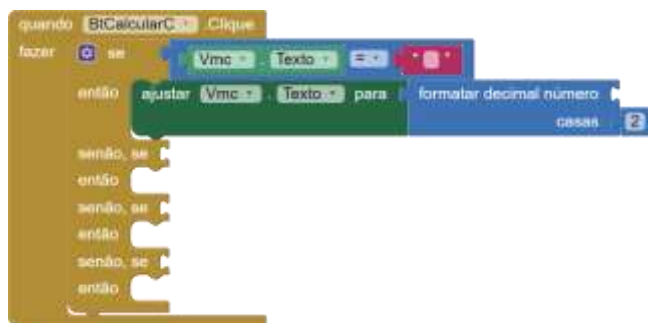 quando BtCalcularC Clique
fazer se Vmc . Texto = " "
então ajustar Vmc . Texto para formatar decimal número
casas 2
senão, se
então
senão, se
então
senão, se
então